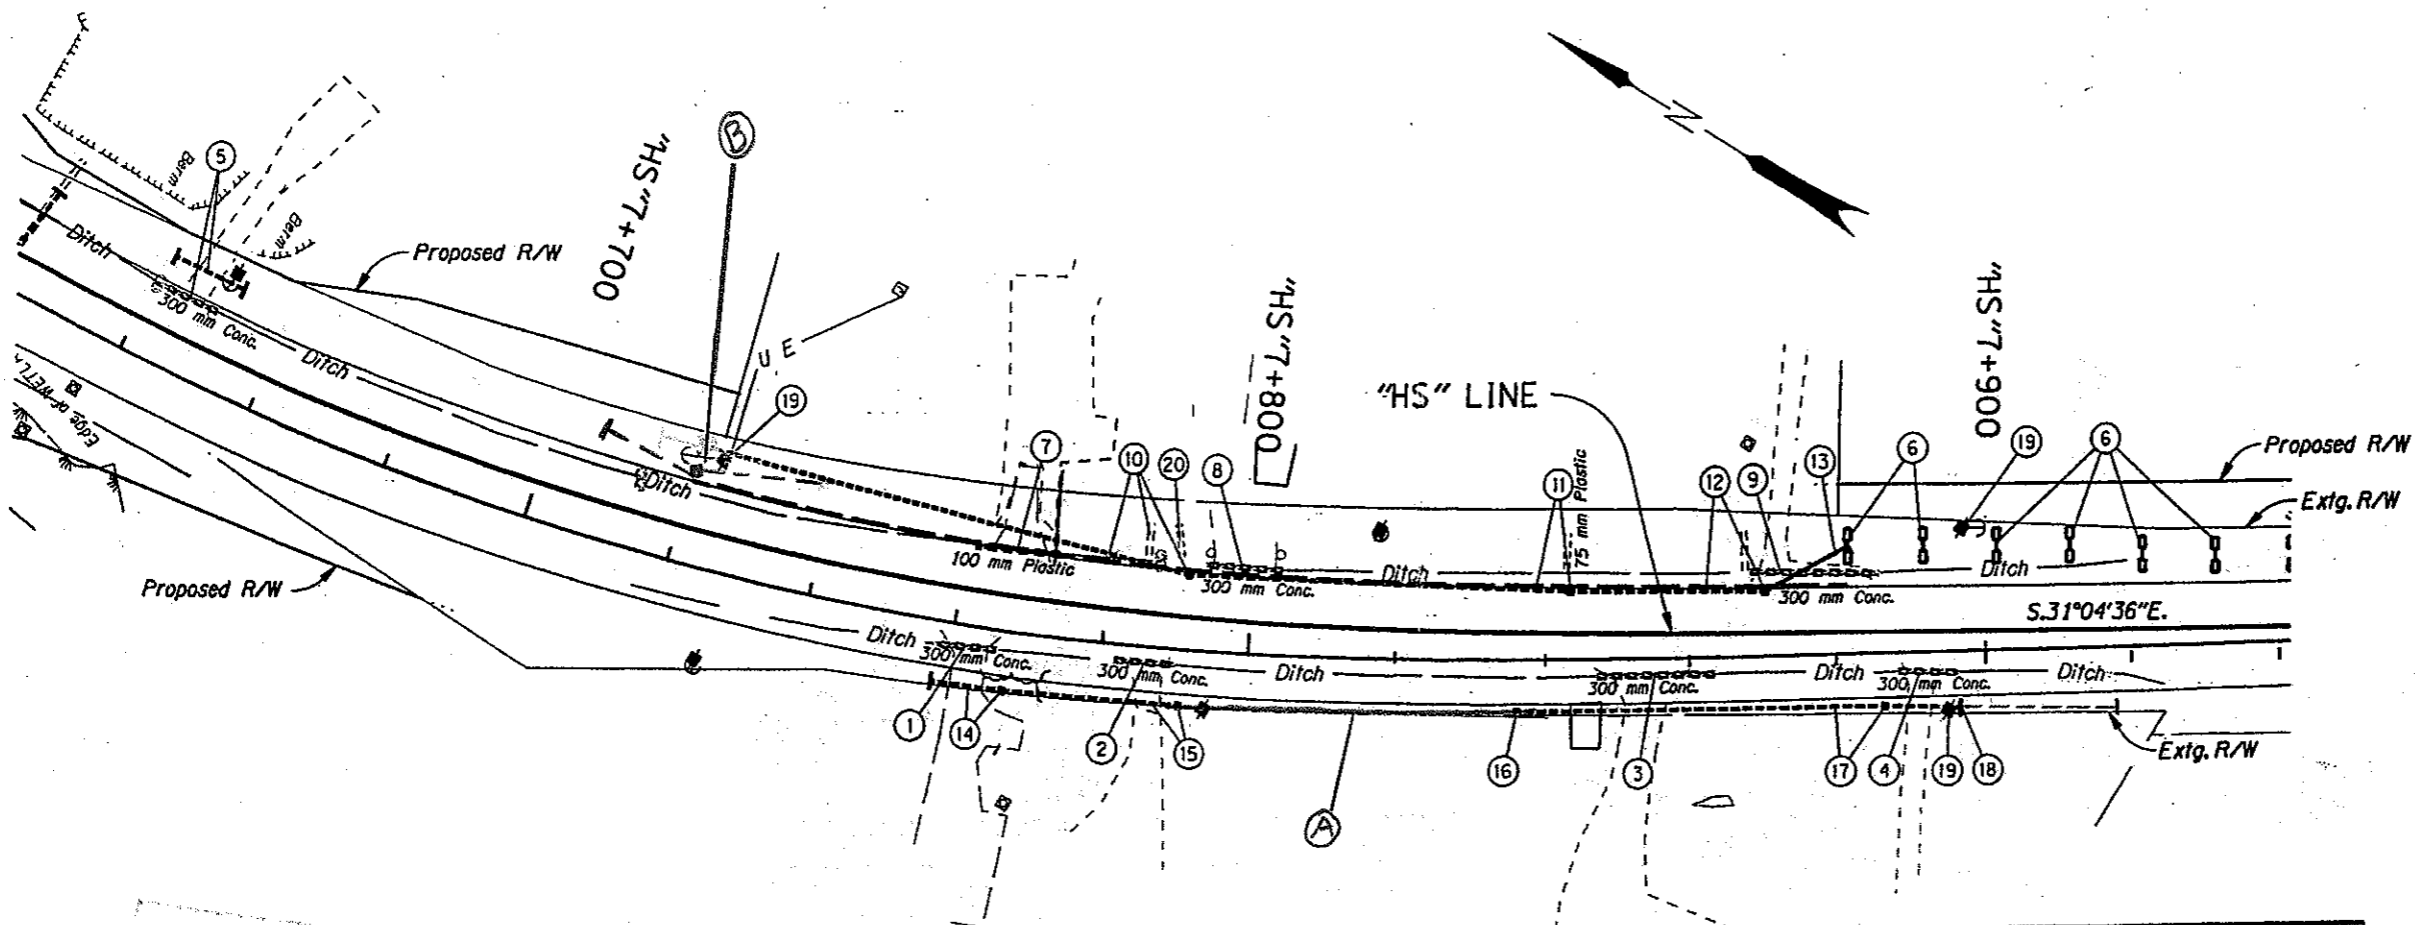 N
B
5
Berm
Berm
"HS"7+700
Proposed R/W
Ditch
300 mm Conc.
Ditch
U E
19
"HS"7+800
"HS" LINE
"HS"7+900
Proposed R/W
Extg. R/W
7
10
20
8
11
75 mm Plastic
12
9
13
6
19
6
Edge of WETL.
Ditch
100 mm Plastic
300 mm Conc.
Ditch
300 mm Conc.
Ditch
S.31°04'36"E.
Proposed R/W
Ditch
300 mm Conc.
300 mm Conc.
Ditch
300 mm Conc.
Ditch
300 mm Conc.
Ditch
Extg. R/W
1
14
2
15
A
16
3
17
4
19
18